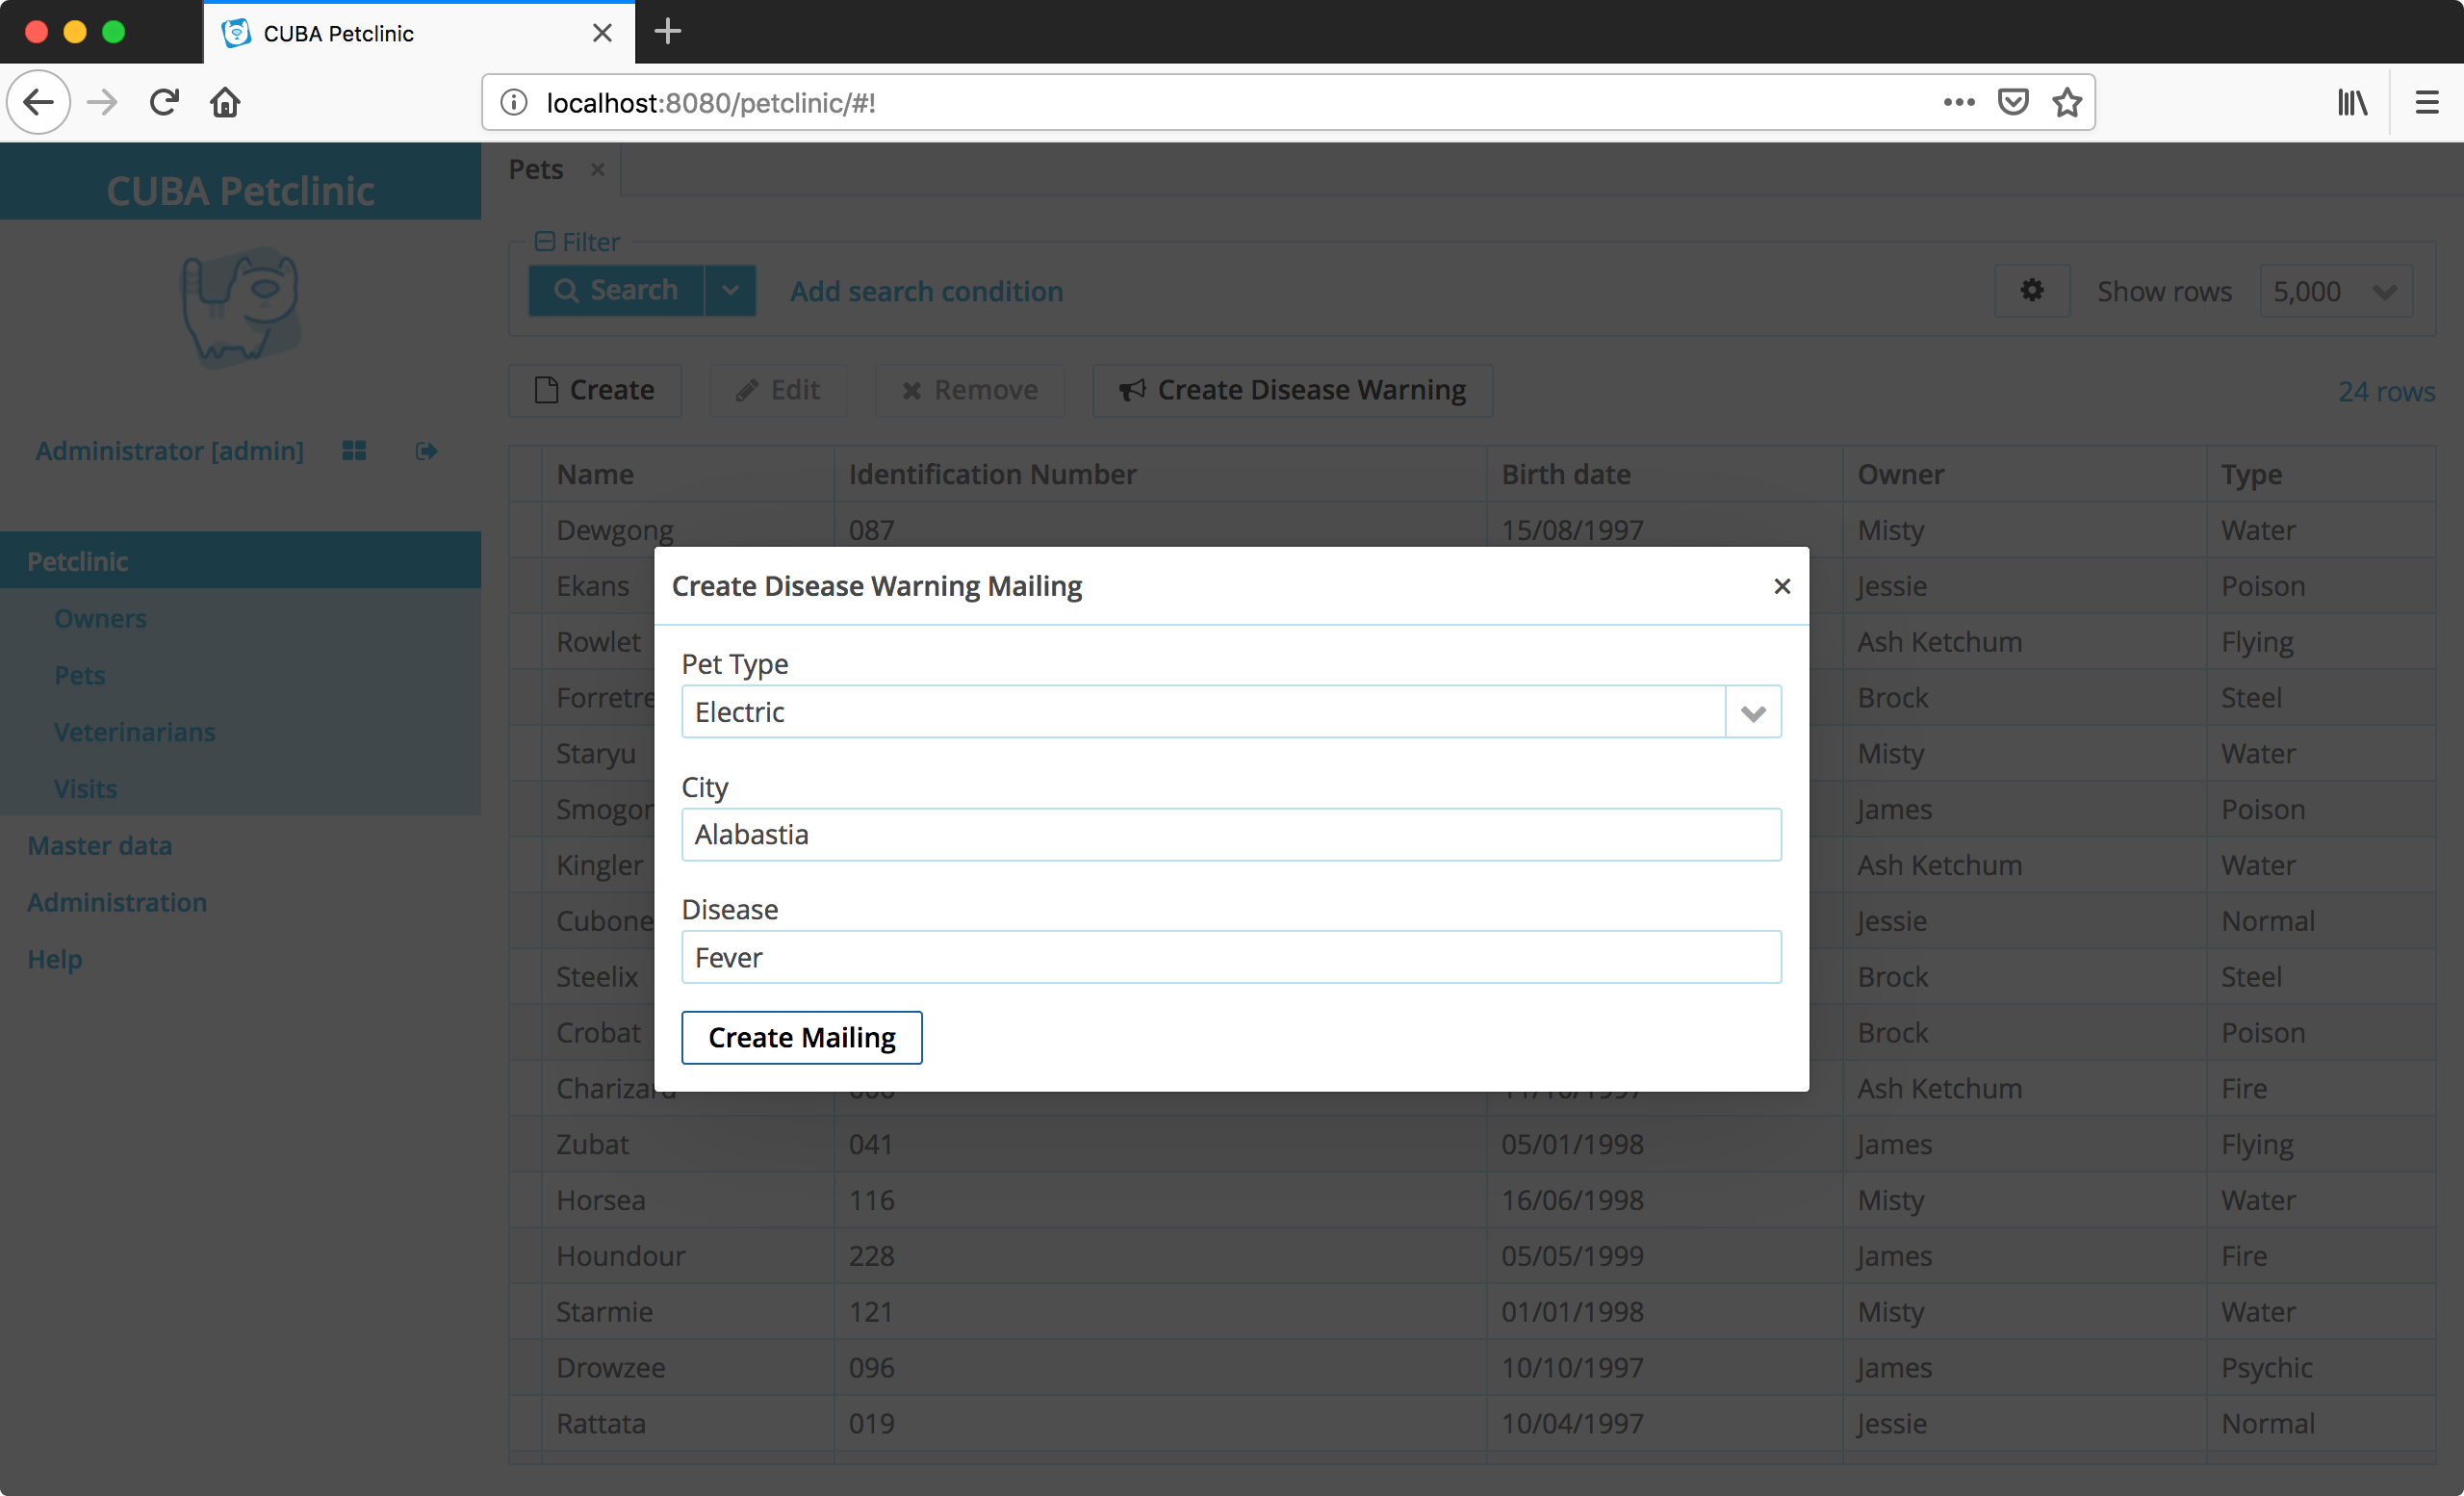 CUBA Petclinic
localhost:8080/petclinic/#!
CUBA Petclinic
Administrator [admin]
Petclinic
Owners
Pets
Veterinarians
Visits
Master data
Administration
Help
Pets
Filter
Search
Add search condition
Show rows
5,000
Create
Edit
Remove
Create Disease Warning
24 rows
Name Identification Number Birth date Owner Type
Dewgong 087 15/08/1997 Misty Water
Ekans Jessie Poison
Rowlet Ash Ketchum Flying
Forretre Brock Steel
Staryu Misty Water
Smogon James Poison
Kingler Ash Ketchum Water
Cubone Jessie Normal
Steelix Brock Steel
Crobat Brock Poison
Charizard Ash Ketchum Fire
Zubat 041 05/01/1998 James Flying
Horsea 116 16/06/1998 Misty Water
Houndour 228 05/05/1999 James Fire
Starmie 121 01/01/1998 Misty Water
Drowzee 096 10/10/1997 James Psychic
Rattata 019 10/04/1997 Jessie Normal
Create Disease Warning Mailing
Pet Type
Electric
City
Alabastia
Disease
Fever
Create Mailing